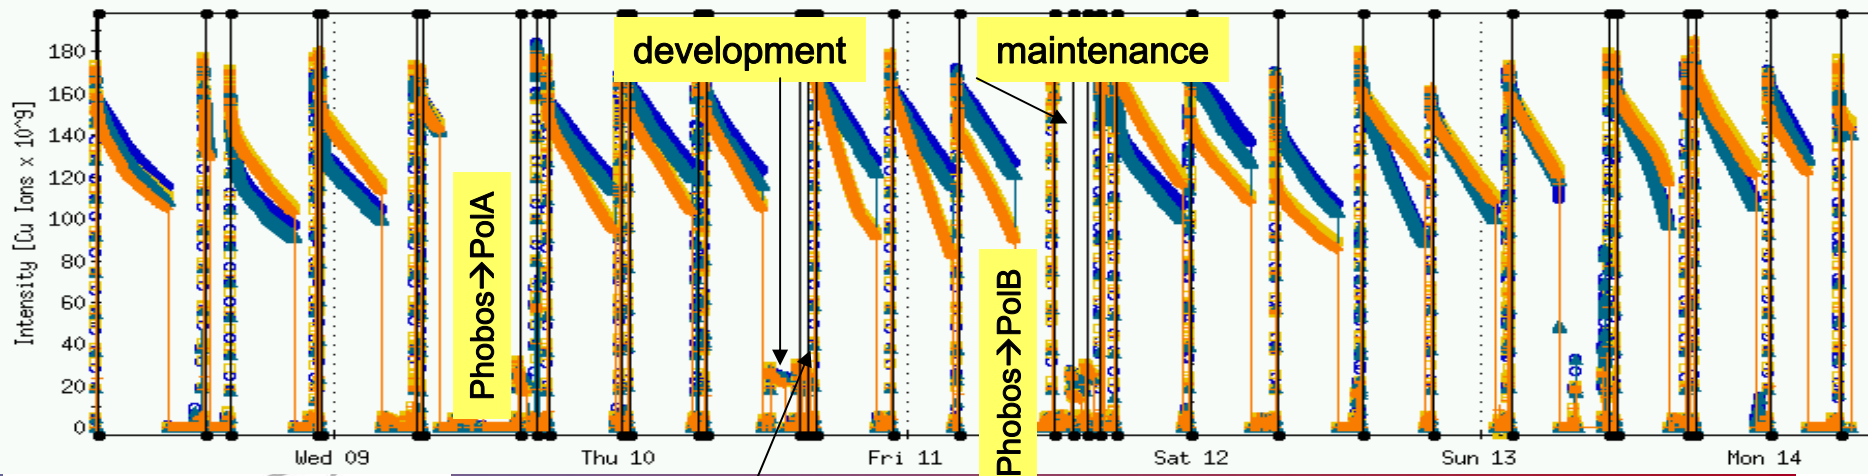 development
maintenance
Intensity [Cu Ions x 10^9]
180
160
140
120
100
80
60
40
20
0
Phobos→PolA
Phobos→PolB
Wed 09
Thu 10
Fri 11
Sat 12
Sun 13
Mon 14